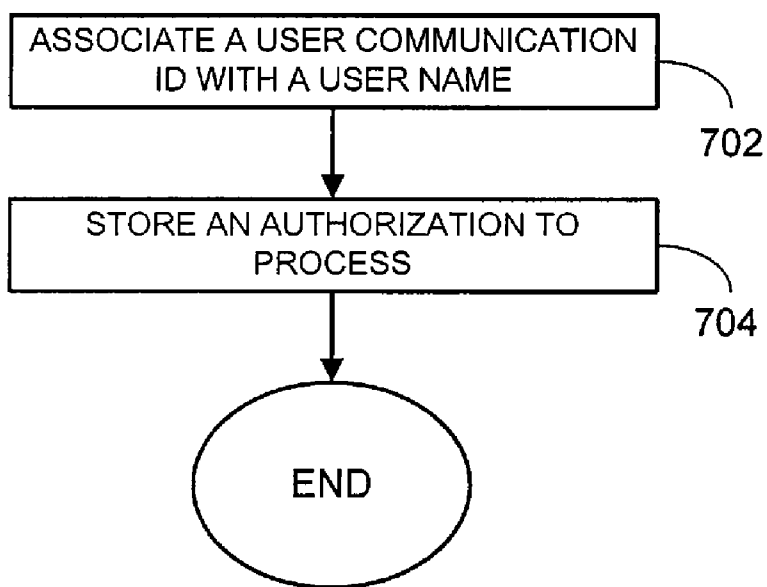 ASSOCIATE A USER COMMUNICATION
ID WITH A USER NAME
702
STORE AN AUTHORIZATION TO
PROCESS
704
END